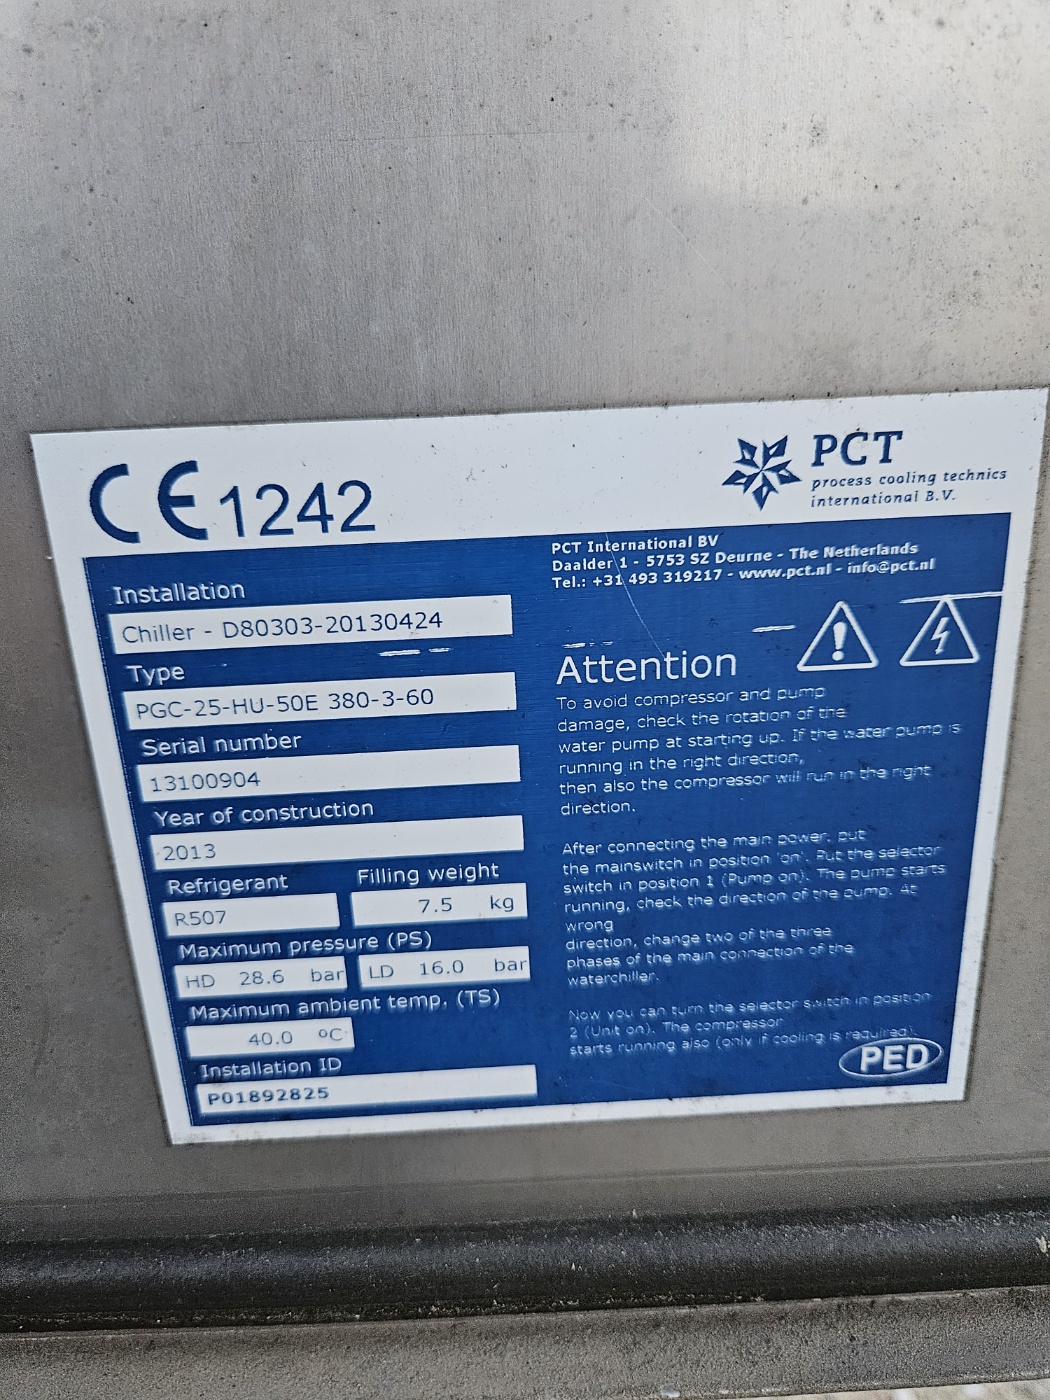 CE 1242
PCT
process cooling technics
international B.V.
PCT International BV
Daalder 1 - 5753 SZ Deurne - The Netherlands
Tel.: +31 493 319217 - www.pct.nl - info@pct.nl
Installation
Chiller - D80303-20130424
Type
PGC-25-HU-50E 380-3-60
Serial number
13100904
Year of construction
2013
Refrigerant Filling weight
R507 7.5 kg
Maximum pressure (PS)
HD 28.6 bar LD 16.0 bar
Maximum ambient temp. (TS)
40.0 ºC
Installation ID
P01892825
Attention
To avoid compressor and pump
damage, check the rotation of the
water pump at starting up. If the water pump is
running in the right direction,
then also the compressor will run in the right
direction.
After connecting the main power, put
the mainswitch in position 'on'. Put the selector
switch in position 1 (Pump on). The pump starts
running, check the direction of the pump. At
wrong
direction, change two of the three
phases of the main connection of the
waterchiller.
Now you can turn the selector switch in position
2 (Unit on). The compressor
starts running also (only if cooling is required).
PED